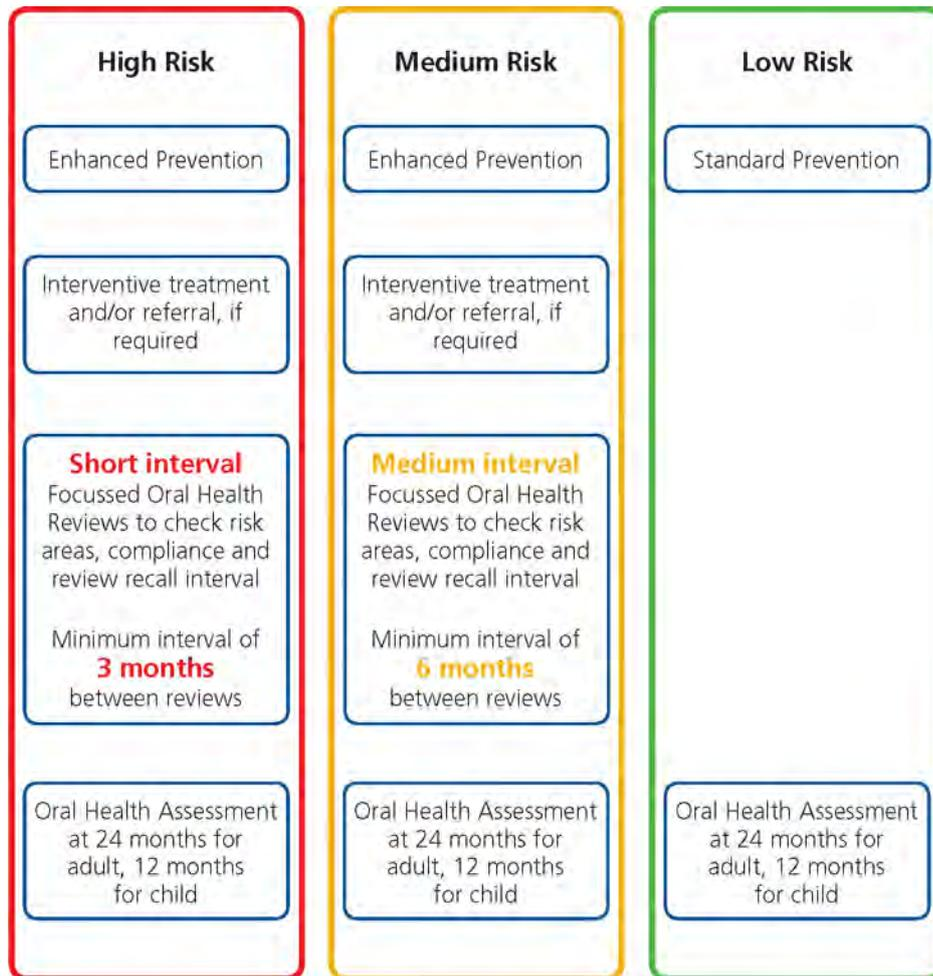 High Risk
Enhanced Prevention
Interventive treatment
and/or referral, if
required
Short interval
Focussed Oral Health
Reviews to check risk
areas, compliance and
review recall interval
Minimum interval of
3 months
between reviews
Oral Health Assessment
at 24 months for
adult, 12 months
for child
Medium Risk
Enhanced Prevention
Interventive treatment
and/or referral, if
required
Medium interval
Focussed Oral Health
Reviews to check risk
areas, compliance and
review recall interval
Minimum interval of
6 months
between reviews
Oral Health Assessment
at 24 months for
adult, 12 months
for child
Low Risk
Standard Prevention
Oral Health Assessment
at 24 months for
adult, 12 months
for child